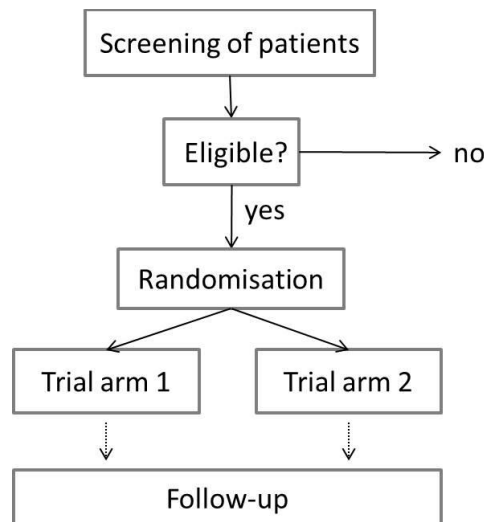 Screening of patients
Eligible?
no
yes
Randomisation
Trial arm 1
Trial arm 2
Follow-up